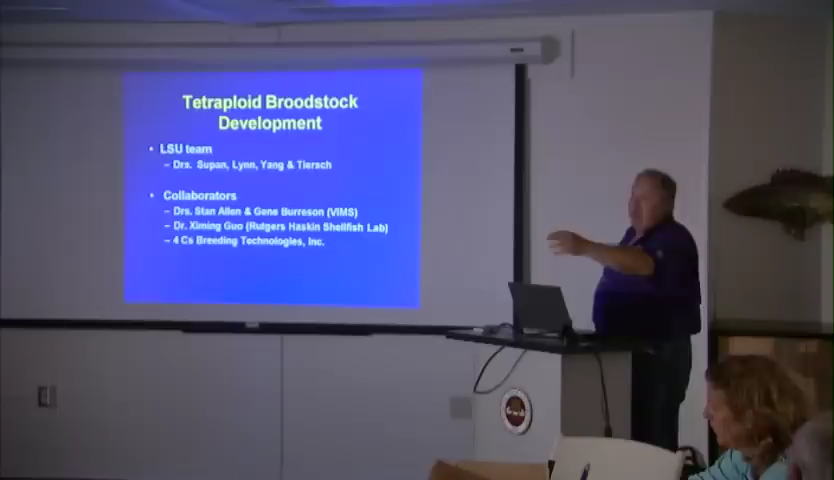 Tetraploid Broodstock
Development
• LSU team
– Drs. Supan, Lynn, Yang & Tiersch
• Collaborators
– Drs. Stan Allen & Gene Burreson (VIMS)
– Dr. Ximing Guo (Rutgers Haskin Shellfish Lab)
– 4 Cs Breeding Technologies, Inc.